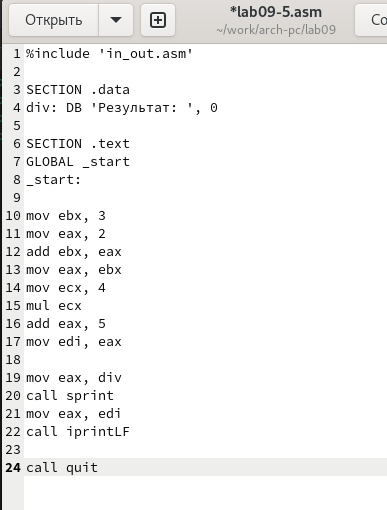 Открыть
*lab09-5.asm
~/work/arch-pc/lab09
Со
1 %include 'in_out.asm'
2
3 SECTION .data
4 div: DB 'Результат: ', 0
5
6 SECTION .text
7 GLOBAL _start
8 _start:
9
10 mov ebx, 3
11 mov eax, 2
12 add ebx, eax
13 mov eax, ebx
14 mov ecx, 4
15 mul ecx
16 add eax, 5
17 mov edi, eax
18
19 mov eax, div
20 call sprint
21 mov eax, edi
22 call iprintLF
23
24 call quit